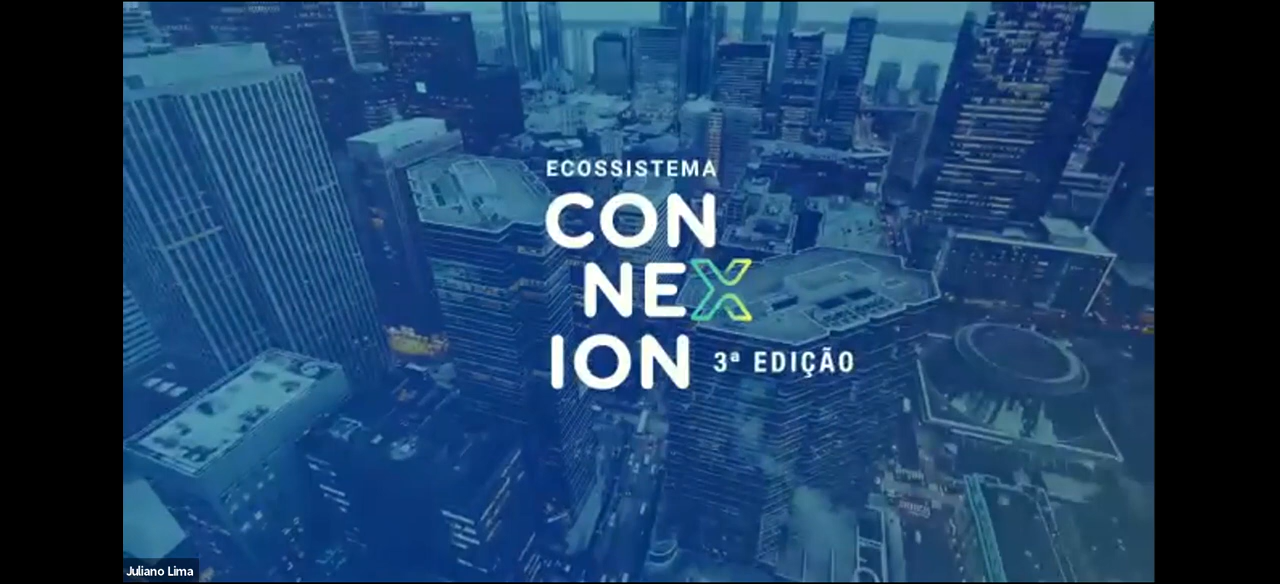 ECOSSISTEMA
CON
NEX
ION
3ª EDIÇÃO
Juliano Lima